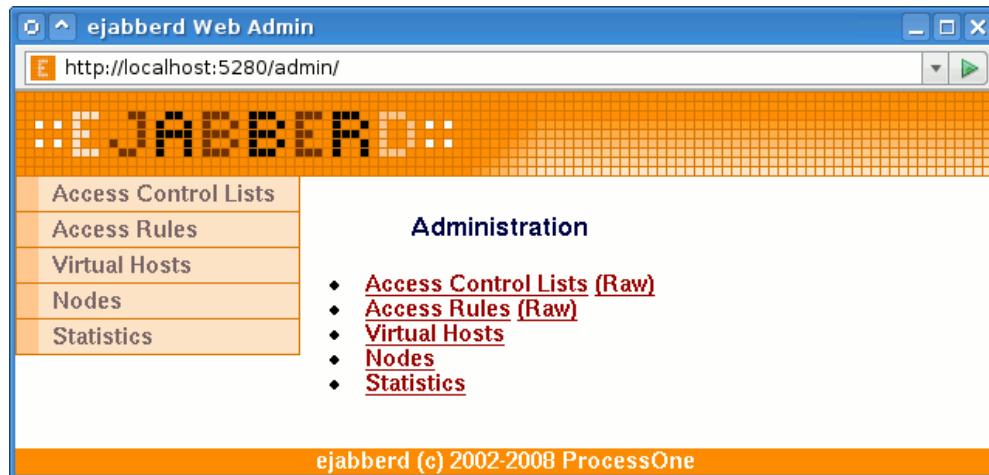 ejabberd Web Admin
E http://localhost:5280/admin/
::EJABBERD::
Access Control Lists
Access Rules
Virtual Hosts
Nodes
Statistics
Administration
Access Control Lists (Raw)
Access Rules (Raw)
Virtual Hosts
Nodes
Statistics
ejabberd (c) 2002-2008 ProcessOne